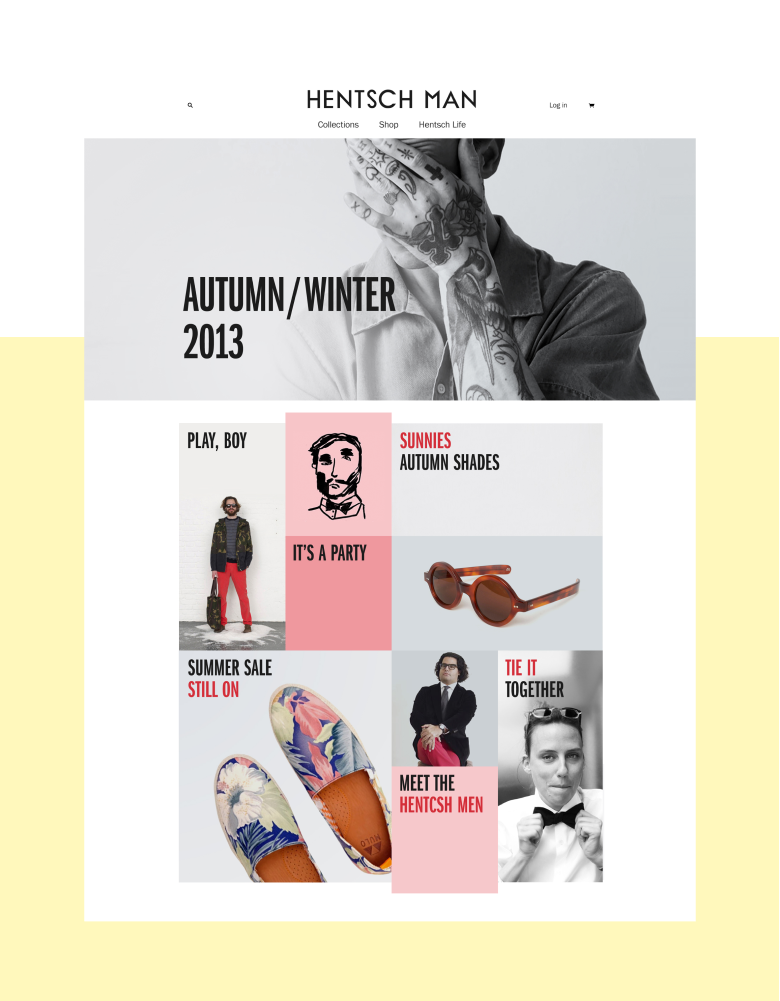 HENTSCH MAN
Log in
Collections Shop Hentsch Life
AUTUMN/WINTER
2013
PLAY, BOY
SUNNIES
AUTUMN SHADES
IT'S A PARTY
SUMMER SALE
STILL ON
TIE IT
TOGETHER
MEET THE
HENTCSH MEN
MULO